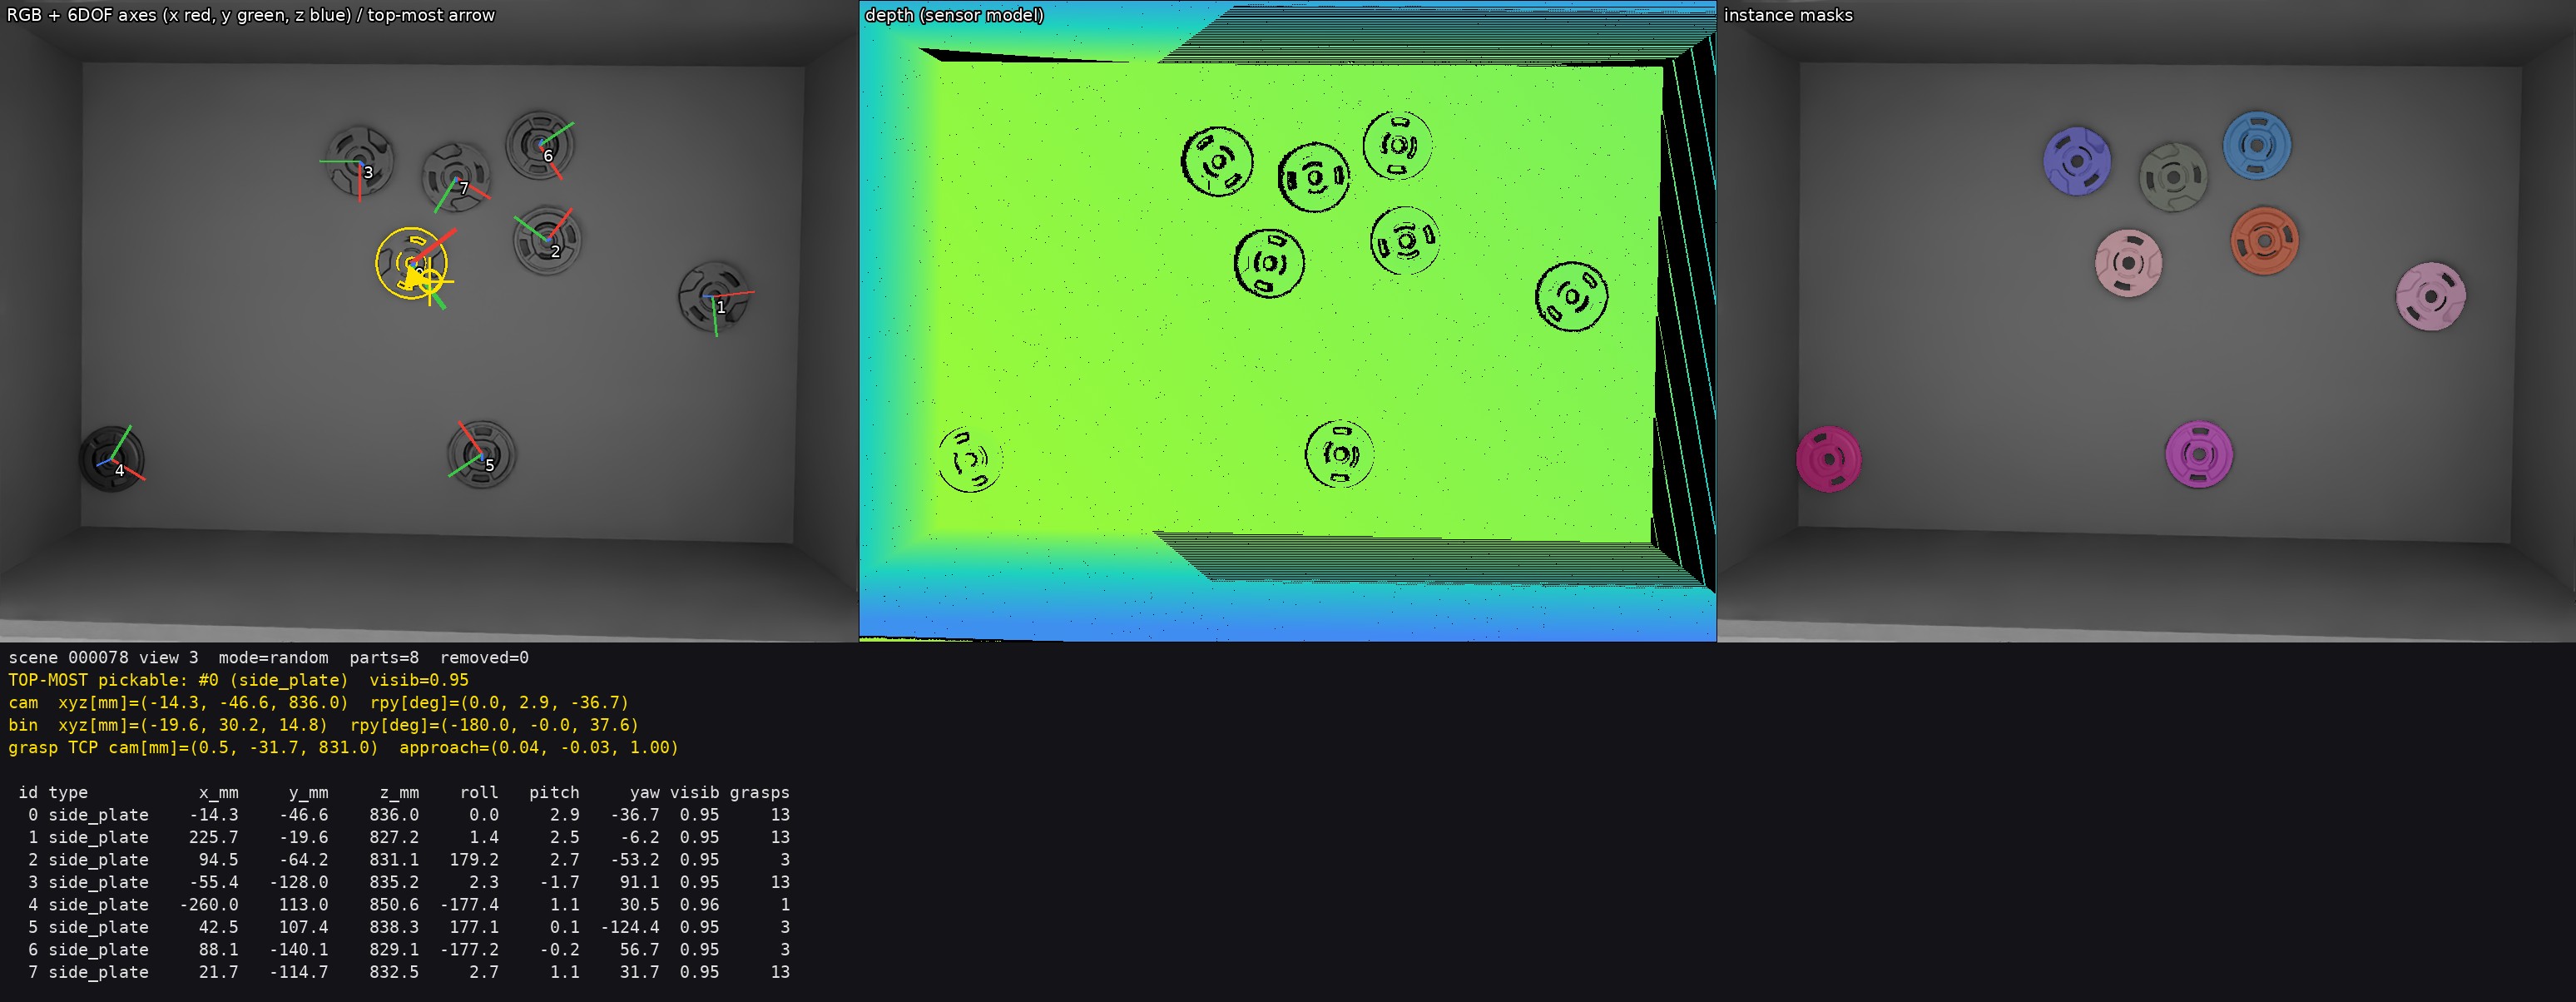 RGB + 6DOF axes (x red, y green, z blue) / top-most arrow
depth (sensor model)
instance masks
6
3
7
2
1
5
4
scene 000078 view 3  mode=random  parts=8  removed=0
TOP-MOST pickable: #0 (side_plate)  visib=0.95
cam  xyz[mm]=(-14.3, -46.6, 836.0)  rpy[deg]=(0.0, 2.9, -36.7)
bin  xyz[mm]=(-19.6, 30.2, 14.8)  rpy[deg]=(-180.0, -0.0, 37.6)
grasp TCP cam[mm]=(0.5, -31.7, 831.0)  approach=(0.04, -0.03, 1.00)
id type x_mm y_mm z_mm roll pitch yaw visib grasps
0 side_plate -14.3 -46.6 836.0 0.0 2.9 -36.7 0.95 13
1 side_plate 225.7 -19.6 827.2 1.4 2.5 -6.2 0.95 13
2 side_plate 94.5 -64.2 831.1 179.2 2.7 -53.2 0.95 3
3 side_plate -55.4 -128.0 835.2 2.3 -1.7 91.1 0.95 13
4 side_plate -260.0 113.0 850.6 -177.4 1.1 30.5 0.96 1
5 side_plate 42.5 107.4 838.3 177.1 0.1 -124.4 0.95 3
6 side_plate 88.1 -140.1 829.1 -177.2 -0.2 56.7 0.95 3
7 side_plate 21.7 -114.7 832.5 2.7 1.1 31.7 0.95 13